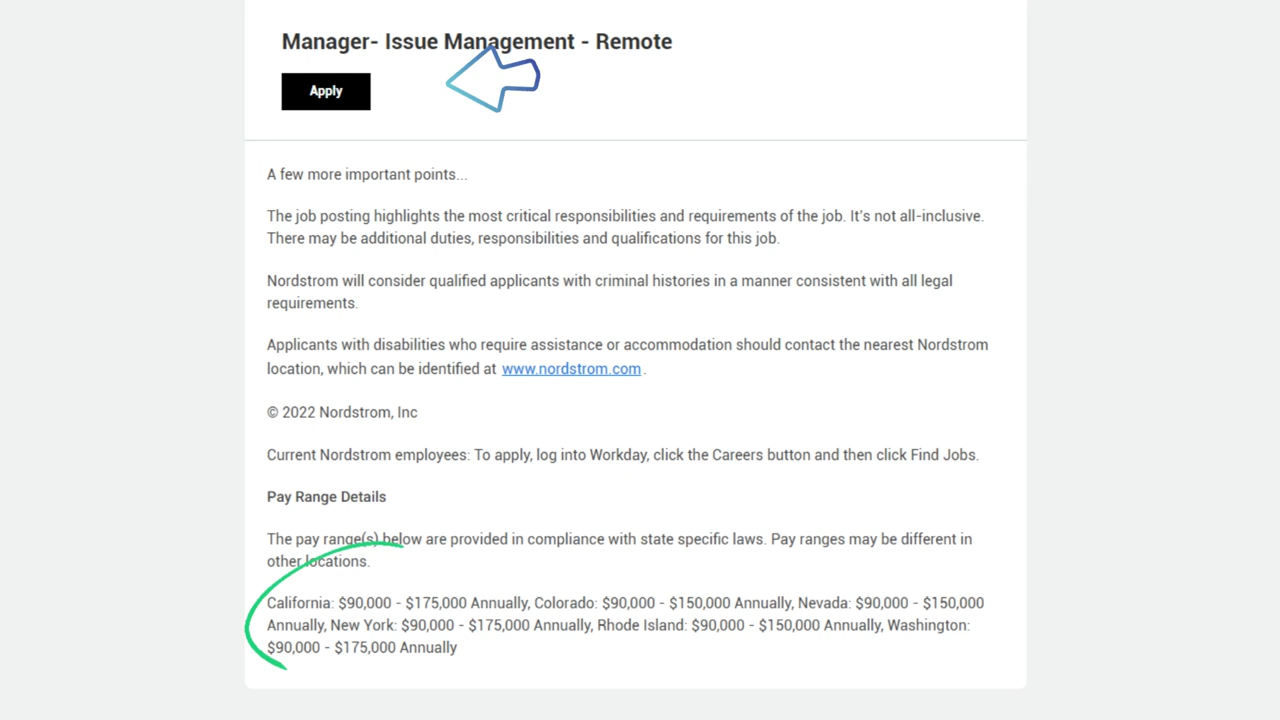 Manager- Issue Management - Remote
Apply
A few more important points...
The job posting highlights the most critical responsibilities and requirements of the job. It's not all-inclusive.
There may be additional duties, responsibilities and qualifications for this job.
Nordstrom will consider qualified applicants with criminal histories in a manner consistent with all legal
requirements.
Applicants with disabilities who require assistance or accommodation should contact the nearest Nordstrom
location, which can be identified at www.nordstrom.com.
© 2022 Nordstrom, Inc
Current Nordstrom employees: To apply, log into Workday, click the Careers button and then click Find Jobs.
Pay Range Details
The pay range(s) below are provided in compliance with state specific laws. Pay ranges may be different in
other locations.
California: $90,000 - $175,000 Annually, Colorado: $90,000 - $150,000 Annually, Nevada: $90,000 - $150,000
Annually, New York: $90,000 - $175,000 Annually, Rhode Island: $90,000 - $150,000 Annually, Washington:
$90,000 - $175,000 Annually